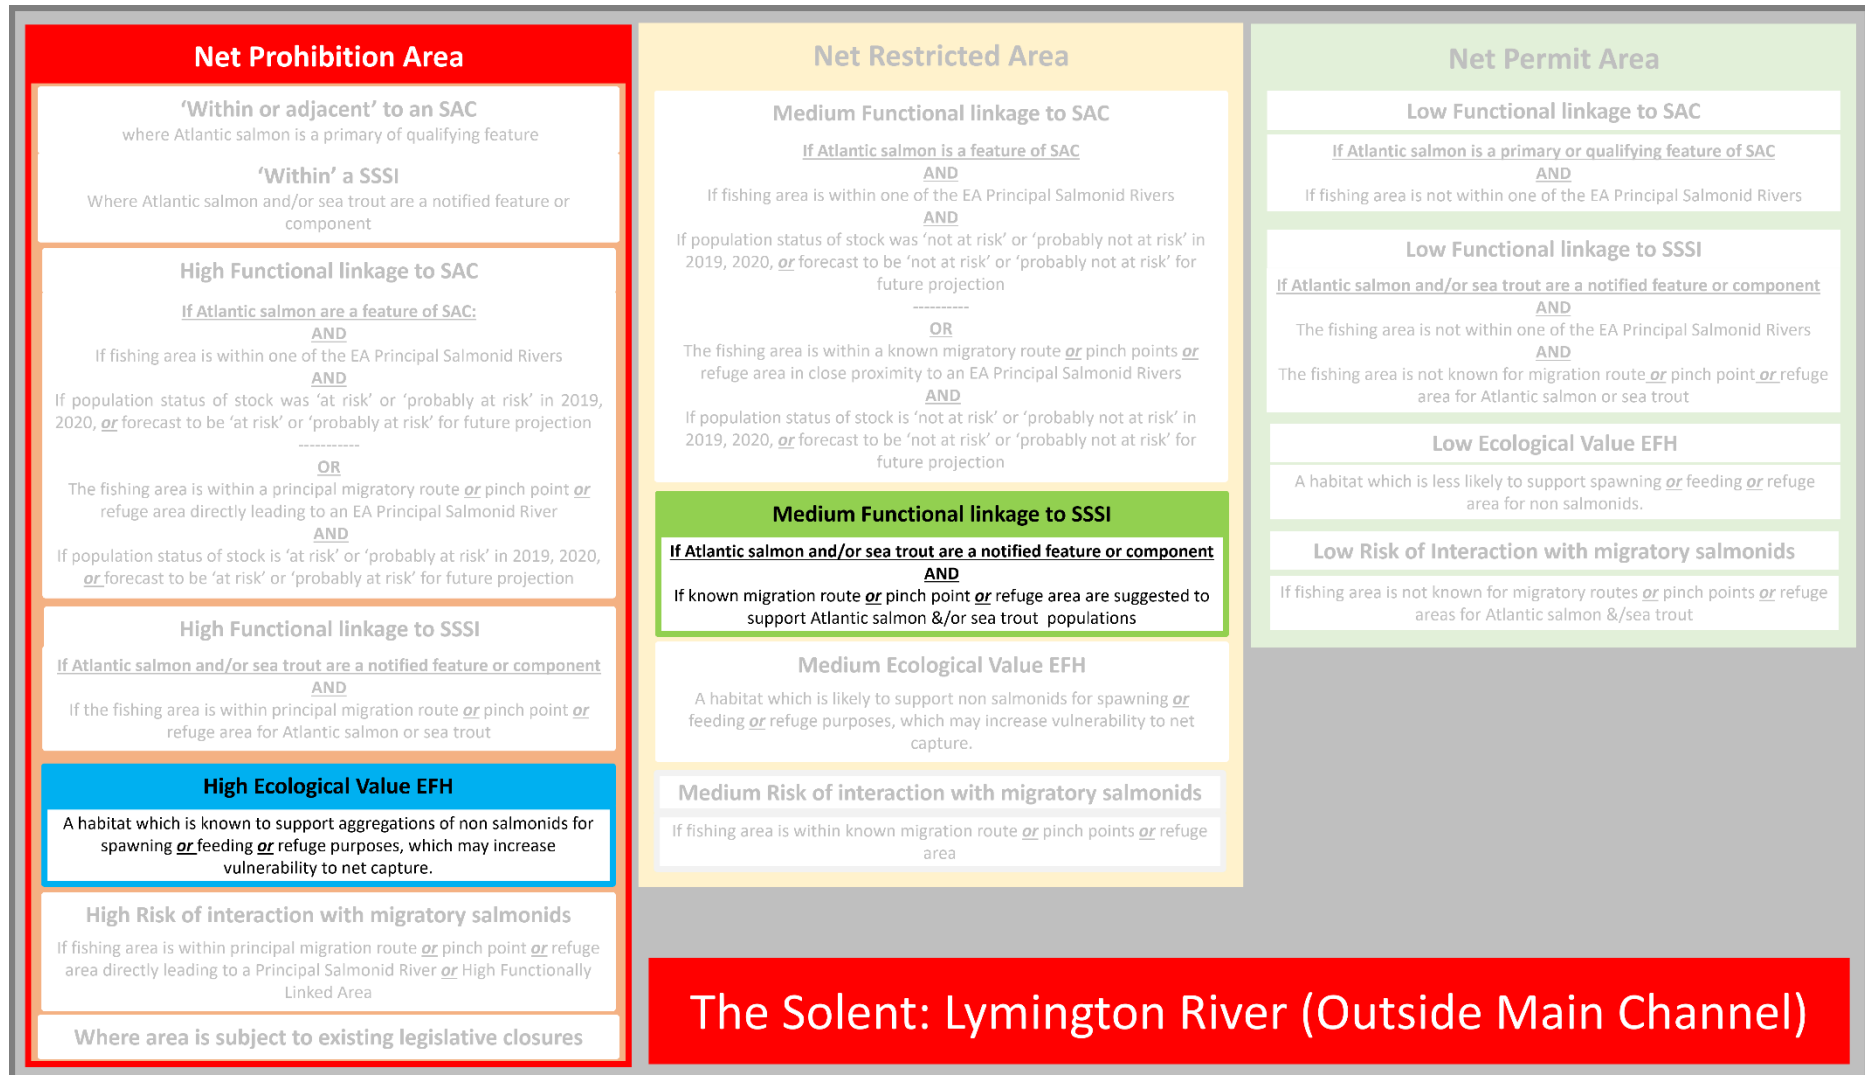 Net Prohibition Area
‘Within or adjacent’ to an SAC
where Atlantic salmon is a primary of qualifying feature
‘Within’ a SSSI
Where Atlantic salmon and/or sea trout are a notified feature or
component
High Functional linkage to SAC
If Atlantic salmon are a feature of SAC:
AND
If fishing area is within one of the EA Principal Salmonid Rivers
AND
If population status of stock was ‘at risk’ or ‘probably at risk’ in 2019,
2020, or forecast to be ‘at risk’ or ‘probably at risk’ for future projection
-----------
OR
The fishing area is within a principal migratory route or pinch point or
refuge area directly leading to an EA Principal Salmonid River
AND
If population status of stock is ‘at risk’ or ‘probably at risk’ in 2019, 2020,
or forecast to be ‘at risk’ or ‘probably at risk’ for future projection
High Functional linkage to SSSI
If Atlantic salmon and/or sea trout are a notified feature or component
AND
If the fishing area is within principal migration route or pinch point or
refuge area for Atlantic salmon or sea trout
High Ecological Value EFH
A habitat which is known to support aggregations of non salmonids for
spawning or feeding or refuge purposes, which may increase
vulnerability to net capture.
High Risk of interaction with migratory salmonids
If fishing area is within principal migration route or pinch point or refuge
area directly leading to a Principal Salmonid River or High Functionally
Linked Area
Where area is subject to existing legislative closures
Net Restricted Area
Medium Functional linkage to SAC
If Atlantic salmon is a feature of SAC
AND
If fishing area is within one of the EA Principal Salmonid Rivers
AND
If population status of stock was ‘not at risk’ or ‘probably not at risk’ in
2019, 2020, or forecast to be ‘not at risk’ or ‘probably not at risk’ for
future projection
----------
OR
The fishing area is within a known migratory route or pinch points or
refuge area in close proximity to an EA Principal Salmonid Rivers
AND
If population status of stock is ‘not at risk’ or ‘probably not at risk’ in
2019, 2020, or forecast to be ‘not at risk’ or ‘probably not at risk’ for
future projection
Medium Functional linkage to SSSI
If Atlantic salmon and/or sea trout are a notified feature or component
AND
If known migration route or pinch point or refuge area are suggested to
support Atlantic salmon &/or sea trout populations
Medium Ecological Value EFH
A habitat which is likely to support non salmonids for spawning or
feeding or refuge purposes, which may increase vulnerability to net
capture.
Medium Risk of interaction with migratory salmonids
If fishing area is within known migration route or pinch points or refuge
area
Net Permit Area
Low Functional linkage to SAC
If Atlantic salmon is a primary or qualifying feature of SAC
AND
If fishing area is not within one of the EA Principal Salmonid Rivers
Low Functional linkage to SSSI
If Atlantic salmon and/or sea trout are a notified feature or component
AND
The fishing area is not within one of the EA Principal Salmonid Rivers
AND
The fishing area is not known for migration route or pinch point or refuge
area for Atlantic salmon or sea trout
Low Ecological Value EFH
A habitat which is less likely to support spawning or feeding or refuge
area for non salmonids.
Low Risk of Interaction with migratory salmonids
If fishing area is not known for migratory routes or pinch points or refuge
areas for Atlantic salmon &/sea trout
The Solent: Lymington River (Outside Main Channel)